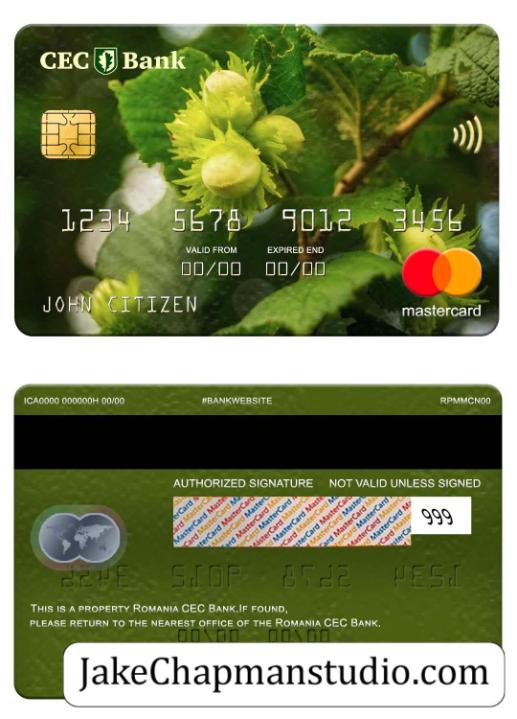 CEC Bank
1234 5678 9012 3456
VALID FROM EXPIRED END
00/00 00/00
JOHN CITIZEN
mastercard
ICA0000 000000H 00/00 #BANKWEBSITE RPMMCN00
AUTHORIZED SIGNATURE NOT VALID UNLESS SIGNED
MasterCard MasterCard MasterCard
999
THIS IS A PROPERTY ROMANIA CEC BANK.IF FOUND,
PLEASE RETURN TO THE NEAREST OFFICE OF THE ROMANIA CEC BANK.
JakeChapmanstudio.com